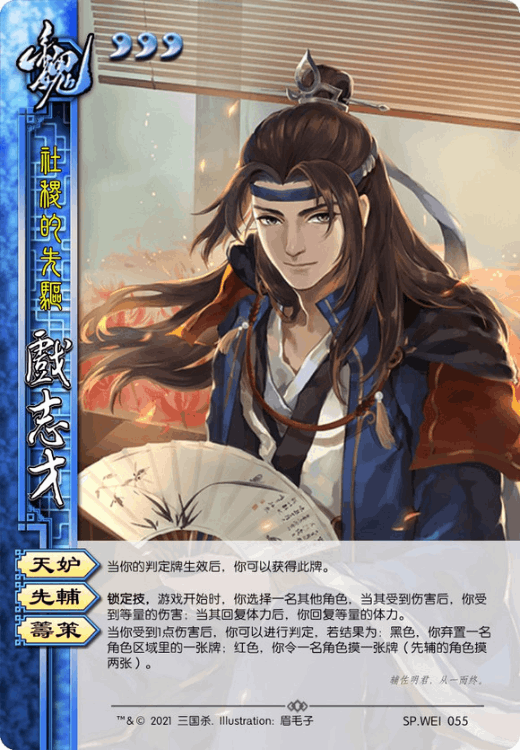 魏
社稷的先驅
戲志才
天妒
当你的判定牌生效后，你可以获得此牌。
先輔
锁定技，游戏开始时，你选择一名其他角色，当其受到伤害后，你受
到等量的伤害；当其回复体力后，你回复等量的体力。
籌策
当你受到1点伤害后，你可以进行判定，若结果为：黑色，你弃置一名
角色区域里的一张牌；红色，你令一名角色摸一张牌（先辅的角色摸
两张）。
辅佐明君，从一而终。
™&© 2021 三国杀. Illustration: 眉毛子
SP.WEI 055